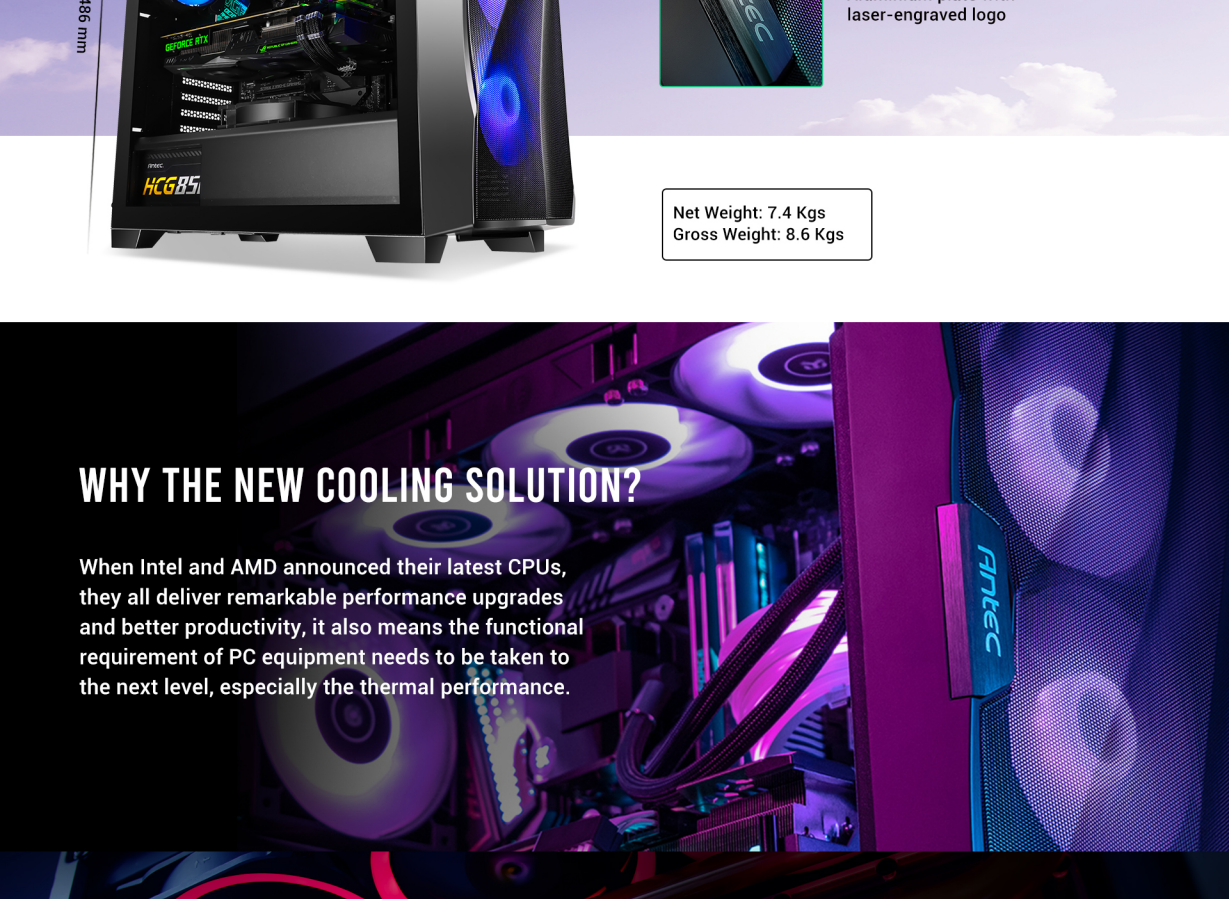 486 mm
laser-engraved logo
GEFORCE RTX
Antec
HCG85
Net Weight: 7.4 Kgs
Gross Weight: 8.6 Kgs
WHY THE NEW COOLING SOLUTION?
When Intel and AMD announced their latest CPUs,
they all deliver remarkable performance upgrades
and better productivity, it also means the functional
requirement of PC equipment needs to be taken to
the next level, especially the thermal performance.
Antec